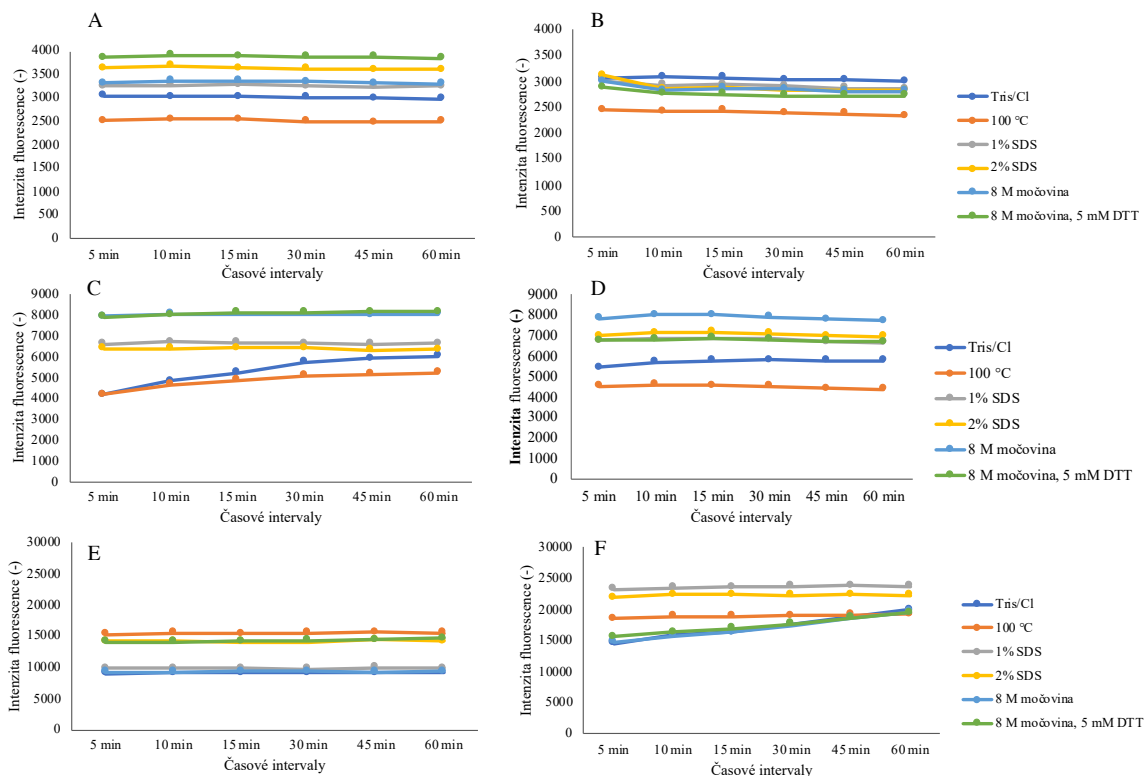 A
Intenzita fluorescence (-)
4000
3500
3000
2500
2000
1500
1000
500
0
5 min 10 min 15 min 30 min 45 min 60 min
Časové intervaly
B
Intenzita fluorescence (-)
4000
3500
3000
2500
2000
1500
1000
500
0
5 min 10 min 15 min 30 min 45 min 60 min
Časové intervaly
Tris/Cl
100 °C
1% SDS
2% SDS
8 M močovina
8 M močovina, 5 mM DTT
C
Intenzita fluorescence (-)
9000
8000
7000
6000
5000
4000
3000
2000
1000
0
5 min 10 min 15 min 30 min 45 min 60 min
Časové intervaly
D
Intenzita fluorescence (-)
9000
8000
7000
6000
5000
4000
3000
2000
1000
0
5 min 10 min 15 min 30 min 45 min 60 min
Časové intervaly
Tris/Cl
100 °C
1% SDS
2% SDS
8 M močovina
8 M močovina, 5 mM DTT
E
Intenzita fluorescence (-)
30000
25000
20000
15000
10000
5000
0
5 min 10 min 15 min 30 min 45 min 60 min
Časové intervaly
F
Intenzita fluorescence (-)
30000
25000
20000
15000
10000
5000
0
5 min 10 min 15 min 30 min 45 min 60 min
Časové intervaly
Tris/Cl
100 °C
1% SDS
2% SDS
8 M močovina
8 M močovina, 5 mM DTT